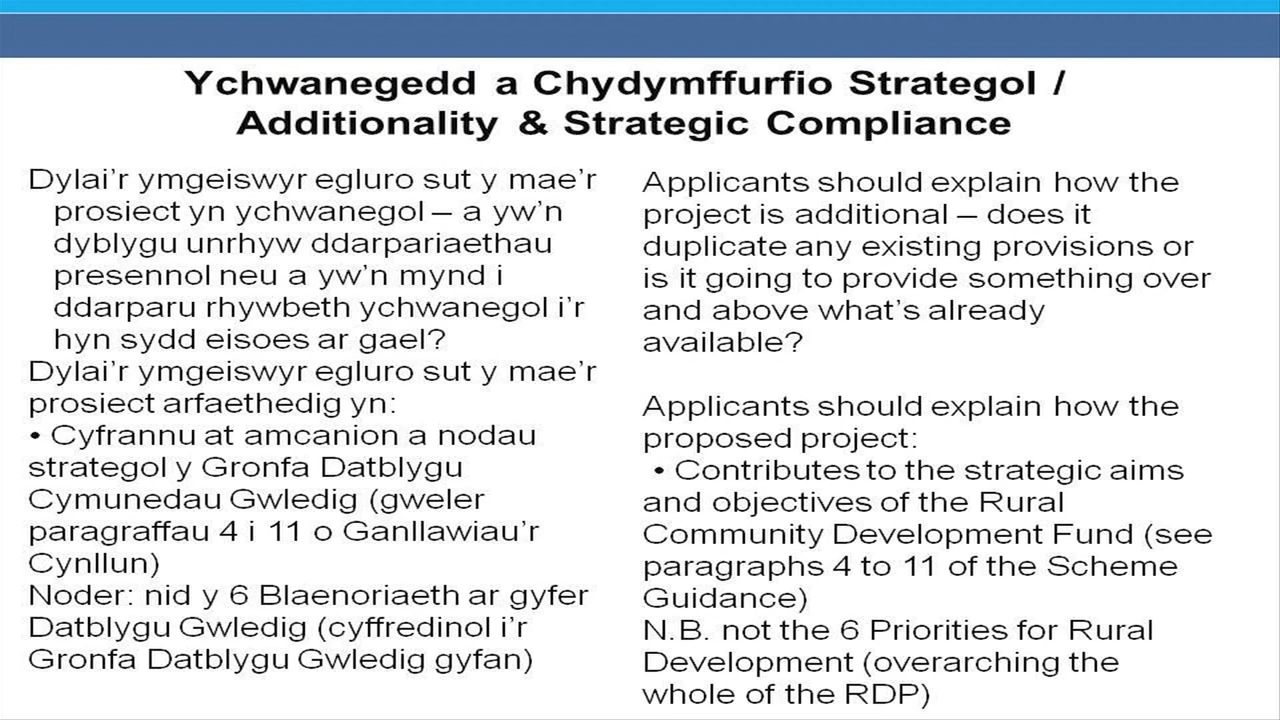 Ychwanegedd a Chydymffurfio Strategol /
Additionality & Strategic Compliance
Dylai'r ymgeiswyr egluro sut y mae'r
prosiect yn ychwanegol – a yw'n
dyblygu unrhyw ddarpariaethau
presennol neu a yw'n mynd i
ddarparu rhywbeth ychwanegol i'r
hyn sydd eisoes ar gael?
Dylai'r ymgeiswyr egluro sut y mae'r
prosiect arfaethedig yn:
• Cyfrannu at amcanion a nodau
strategol y Gronfa Datblygu
Cymunedau Gwledig (gweler
paragraffau 4 i 11 o Ganllawiau'r
Cynllun)
Noder: nid y 6 Blaenoriaeth ar gyfer
Datblygu Gwledig (cyffredinol i'r
Gronfa Datblygu Gwledig gyfan)
Applicants should explain how the
project is additional – does it
duplicate any existing provisions or
is it going to provide something over
and above what's already
available?
Applicants should explain how the
proposed project:
• Contributes to the strategic aims
and objectives of the Rural
Community Development Fund (see
paragraphs 4 to 11 of the Scheme
Guidance)
N.B. not the 6 Priorities for Rural
Development (overarching the
whole of the RDP)